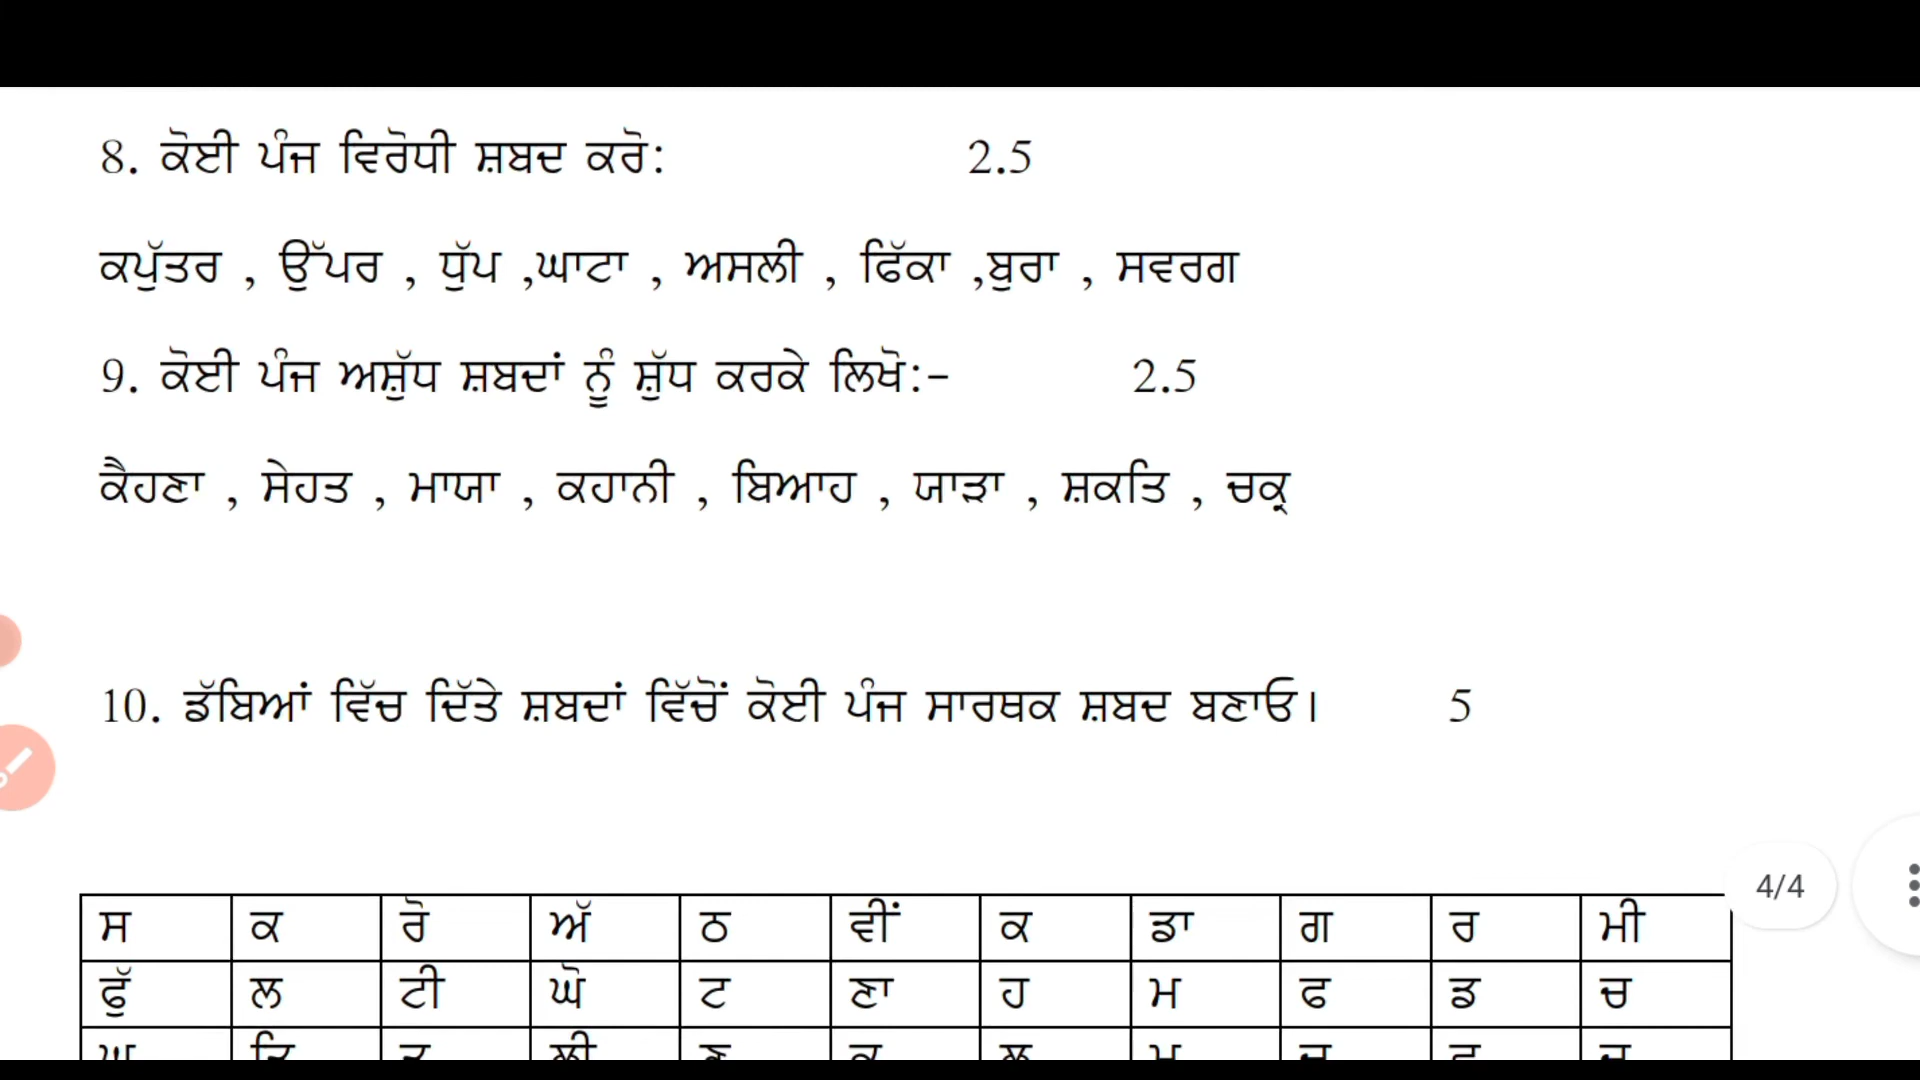 8. ਕੋਈ ਪੰਜ ਵਿਰੋਧੀ ਸ਼ਬਦ ਕਰੋ: 2.5
ਕਪੁੱਤਰ , ਉੱਪਰ , ਧੁੱਪ ,ਘਾਟਾ , ਅਸਲੀ , ਫਿੱਕਾ ,ਬੁਰਾ , ਸਵਰਗ
9. ਕੋਈ ਪੰਜ ਅਸ਼ੁੱਧ ਸ਼ਬਦਾਂ ਨੂੰ ਸ਼ੁੱਧ ਕਰਕੇ ਲਿਖੋ:- 2.5
ਕੈਹਣਾ , ਸੇਹਤ , ਮਾਯਾ , ਕਹਾਨੀ , ਬਿਆਹ , ਯਾੜਾ , ਸ਼ਕਤਿ , ਚਕ੍ਰ
10. ਡੱਬਿਆਂ ਵਿੱਚ ਦਿੱਤੇ ਸ਼ਬਦਾਂ ਵਿੱਚੋਂ ਕੋਈ ਪੰਜ ਸਾਰਥਕ ਸ਼ਬਦ ਬਣਾਓ। 5
4/4
ਸ ਕ ਰੋ ਅੱ ਠ ਵੀਂ ਕ ਡਾ ਗ ਰ ਮੀ
ਫੁੱ ਲ ਟੀ ਘੋ ਟ ਣਾ ਹ ਮ ਫ ਡ ਚ